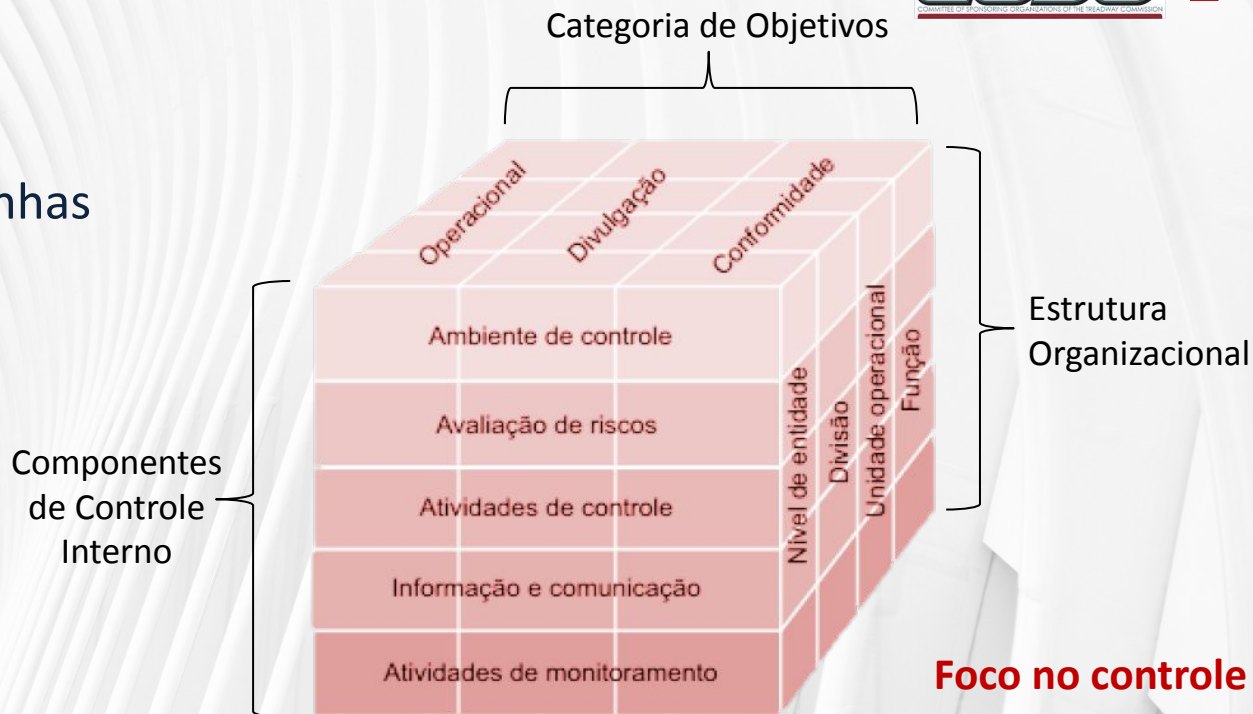 COMMITTEE OF SPONSORING ORGANIZATIONS OF THE TREADWAY COMMISSION
Categoria de Objetivos
nhas
Operacional
Divulgação
Conformidade
Componentes
de Controle
Interno
Ambiente de controle
Avaliação de riscos
Atividades de controle
Informação e comunicação
Atividades de monitoramento
Nível de entidade
Divisão
Unidade operacional
Função
Estrutura
Organizacional
Foco no controle